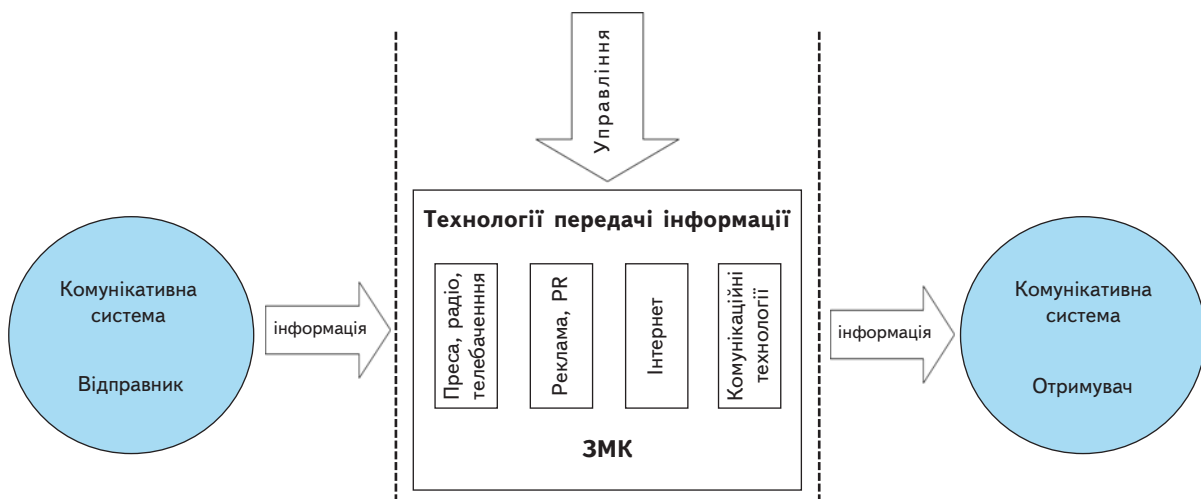 Управління
Технології передачі інформації
Комунікативна
система
Відправник
інформація
Преса, радіо,
телебаченння
Реклама, PR
Інтернет
Комунікаційні
технології
ЗМК
інформація
Комунікативна
система
Отримувач